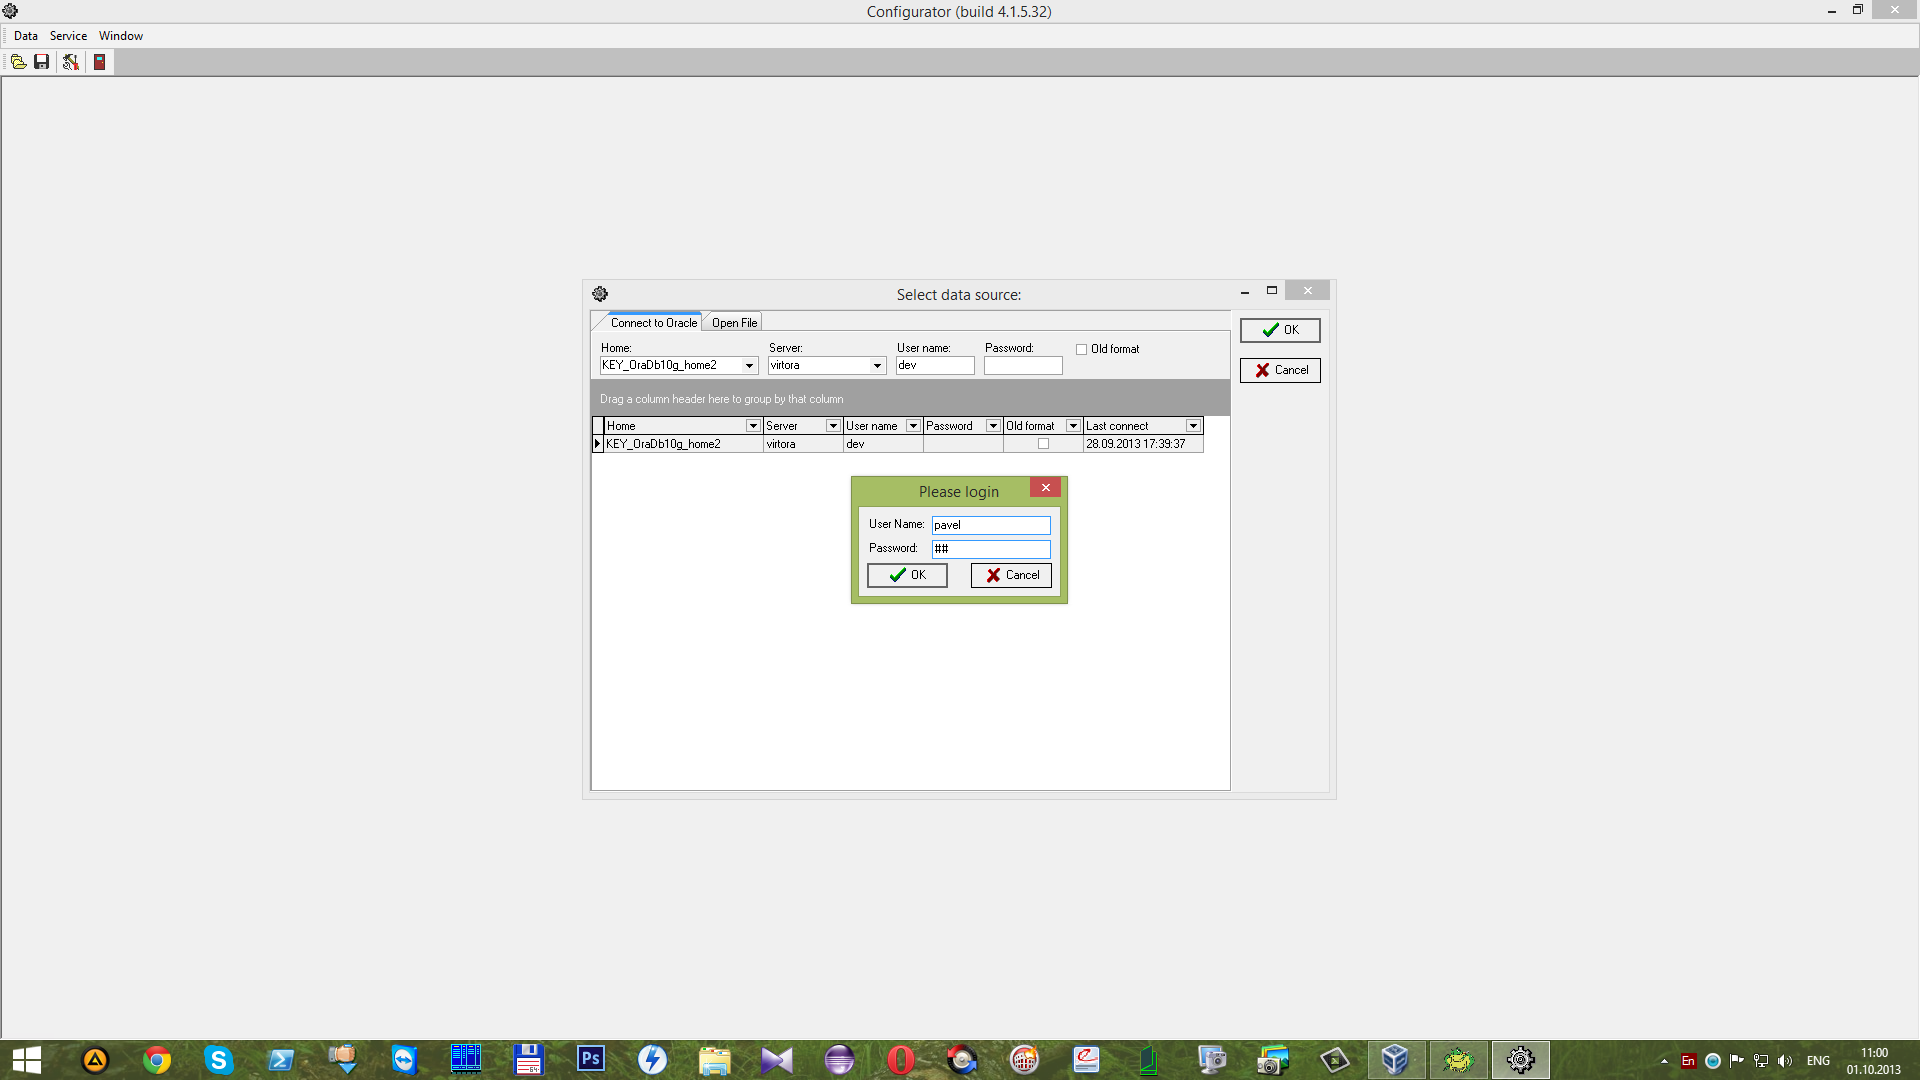 Configurator (build 4.1.5.32)
Data Service Window
Select data source:
Connect to Oracle Open File
OK
Home: Server: User name: Password: Old format
KEY_OraDb10g_home2 virtora dev
Cancel
Drag a column header here to group by that column
Home Server User name Password Old format Last connect
KEY_OraDb10g_home2 virtora dev 28.09.2013 17:39:37
Please login
User Name: pavel
Password: ##
OK Cancel
Ps
64
En ENG 11:00
01.10.2013